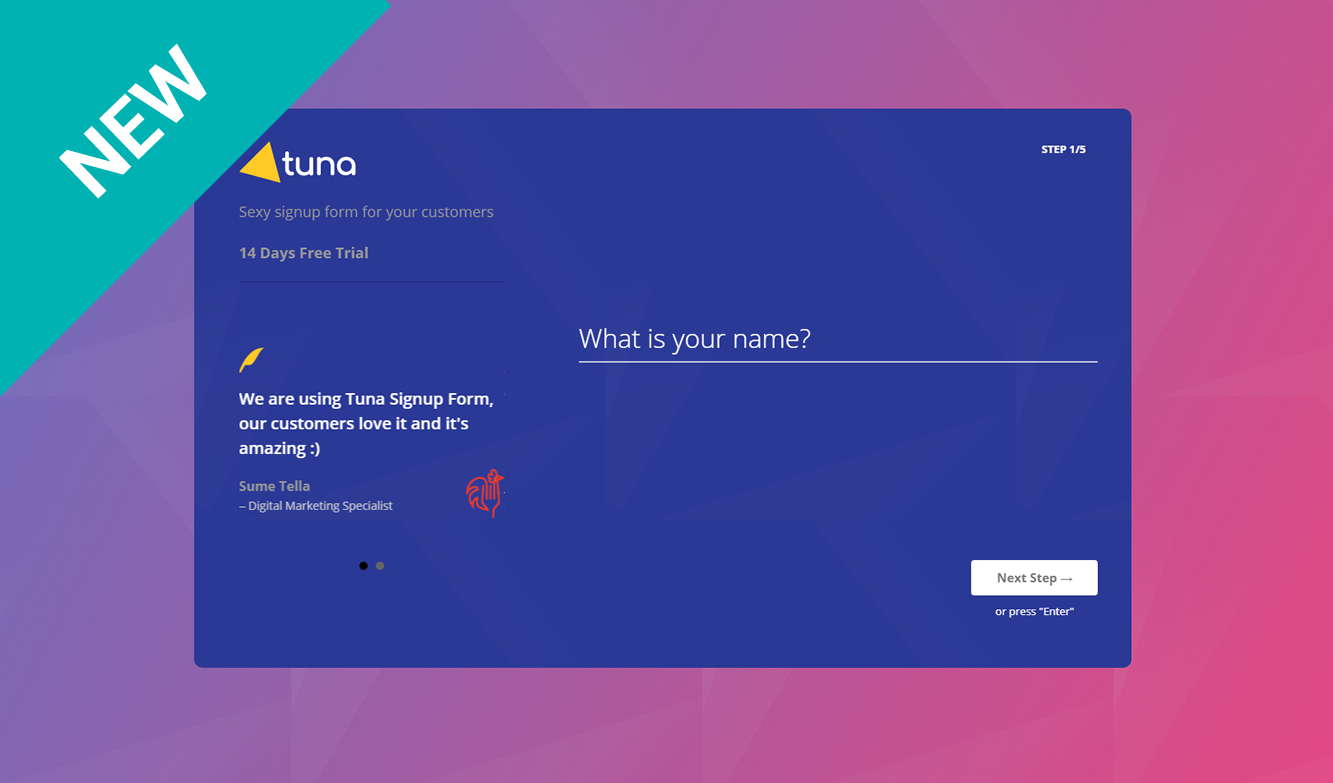 NEW
tuna
STEP 1/5
Sexy signup form for your customers
14 Days Free Trial
What is your name?
We are using Tuna Signup Form,
our customers love it and it's
amazing :)
Sume Tella
– Digital Marketing Specialist
Next Step →
or press "Enter"